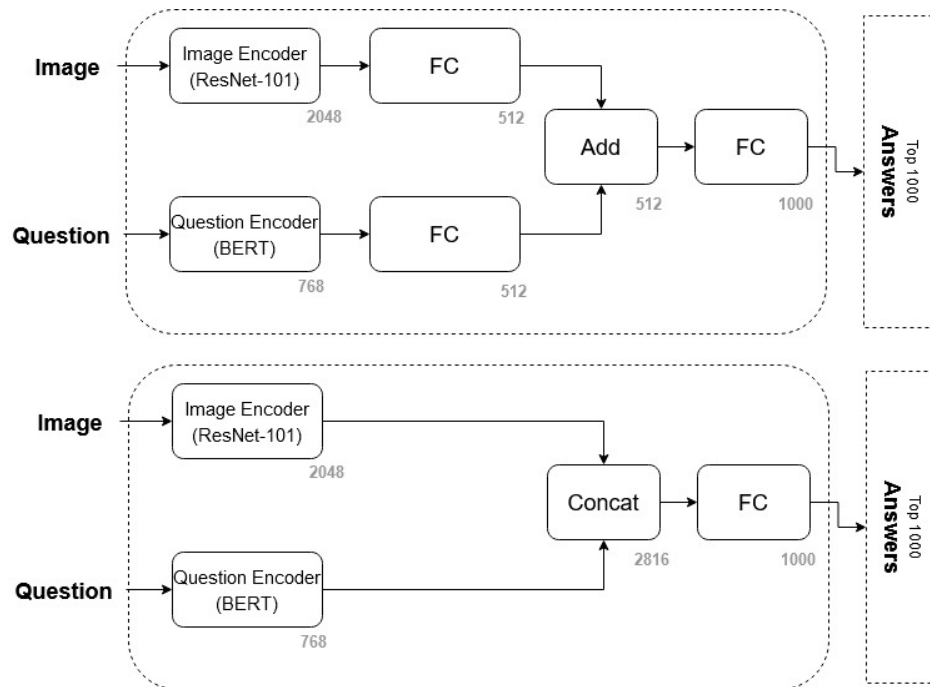 Image
Image Encoder
(ResNet-101)
2048
FC
512
Add
512
FC
1000
Top 1000
Answers
Question
Question Encoder
(BERT)
768
FC
512
Image
Image Encoder
(ResNet-101)
2048
Concat
2816
FC
1000
Top 1000
Answers
Question
Question Encoder
(BERT)
768